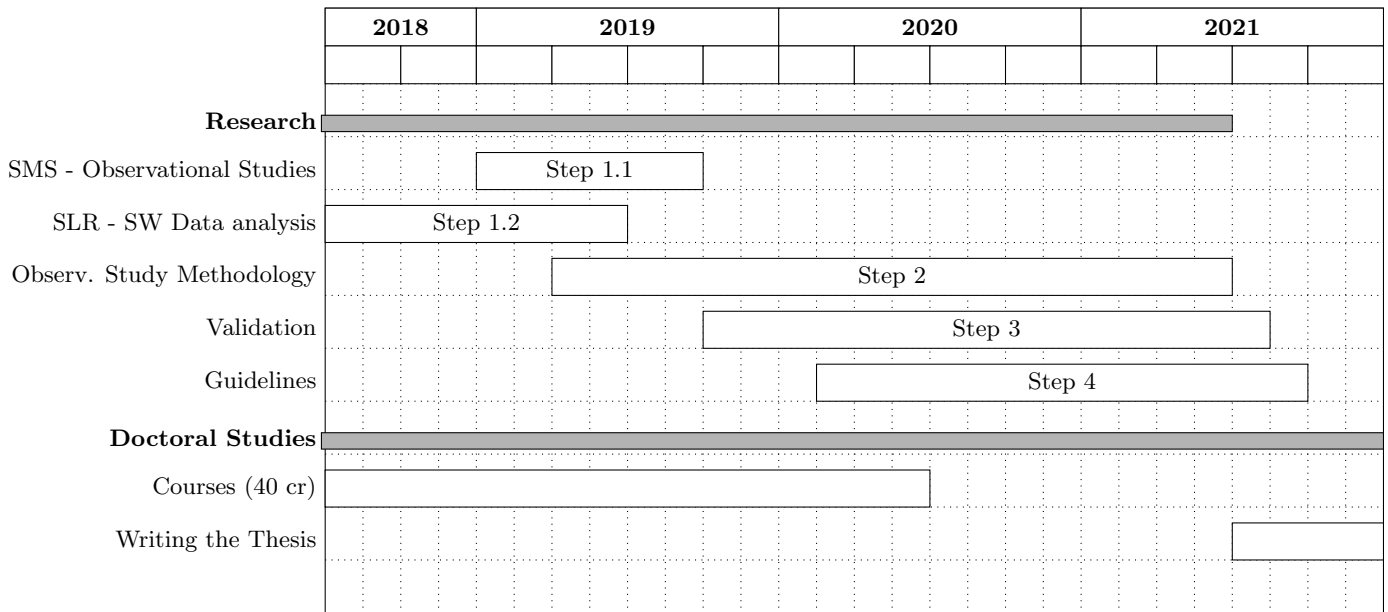 2018 2019 2020 2021
Research
SMS - Observational Studies Step 1.1
SLR - SW Data analysis Step 1.2
Observ. Study Methodology Step 2
Validation Step 3
Guidelines Step 4
Doctoral Studies
Courses (40 cr)
Writing the Thesis